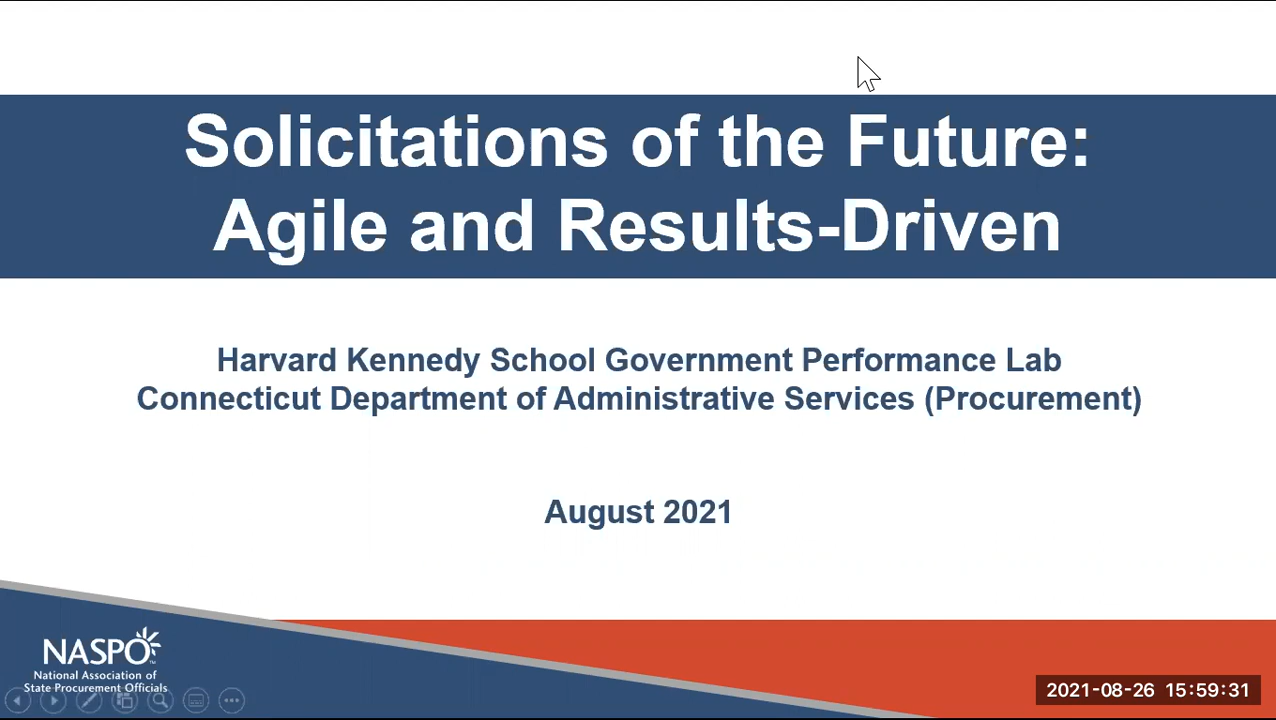 Solicitations of the Future:
Agile and Results-Driven
Harvard Kennedy School Government Performance Lab
Connecticut Department of Administrative Services (Procurement)
August 2021
NASPO™
National Association of
State Procurement Officials
2021-08-26 15:59:31